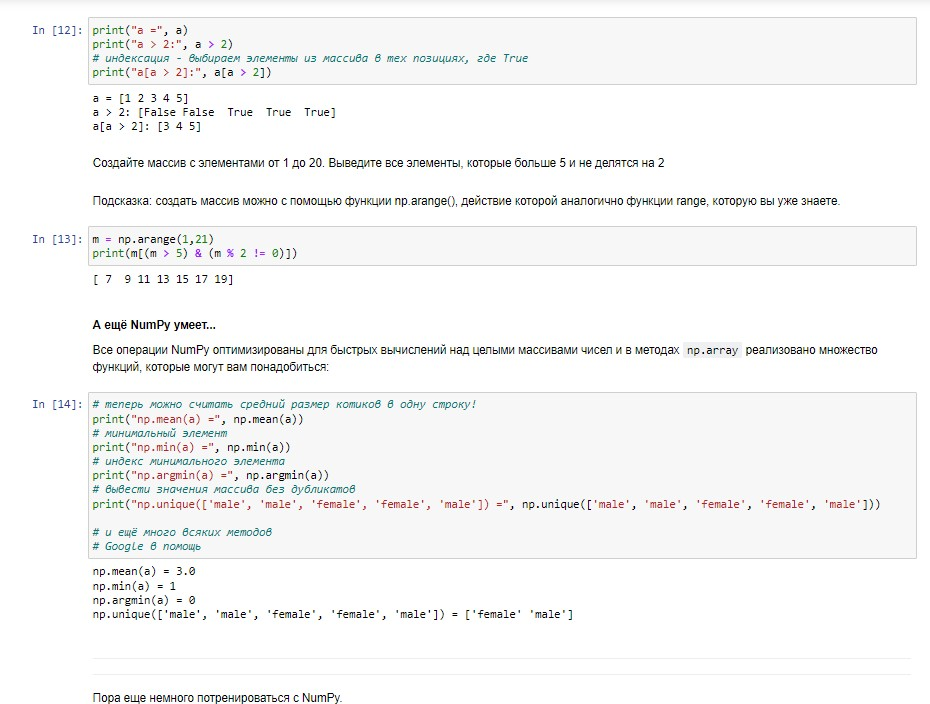 In [12]: print("a =", a)
print("a > 2:", a > 2)
# индексация - выбираем элементы из массива в тех позициях, где True
print("a[a > 2]:", a[a > 2])
a = [1 2 3 4 5]
a > 2: [False False  True  True  True]
a[a > 2]: [3 4 5]
Создайте массив с элементами от 1 до 20. Выведите все элементы, которые больше 5 и не делятся на 2
Подсказка: создать массив можно с помощью функции np.arange(), действие которой аналогично функции range, которую вы уже знаете.
In [13]: m = np.arange(1,21)
print(m[(m > 5) & (m % 2 != 0)])
[ 7  9 11 13 15 17 19]
А ещё NumPy умеет...
Все операции NumPy оптимизированы для быстрых вычислений над целыми массивами чисел и в методах np.array реализовано множество
функций, которые могут вам понадобиться:
In [14]: # теперь можно считать средний размер котиков в одну строку!
print("np.mean(a) =", np.mean(a))
# минимальный элемент
print("np.min(a) =", np.min(a))
# индекс минимального элемента
print("np.argmin(a) =", np.argmin(a))
# вывести значения массива без дубликатов
print("np.unique(['male', 'male', 'female', 'female', 'male']) =", np.unique(['male', 'male', 'female', 'female', 'male']))
# и ещё много всяких методов
# Google в помощь
np.mean(a) = 3.0
np.min(a) = 1
np.argmin(a) = 0
np.unique(['male', 'male', 'female', 'female', 'male']) = ['female' 'male']
Пора еще немного потренироваться с NumPy.